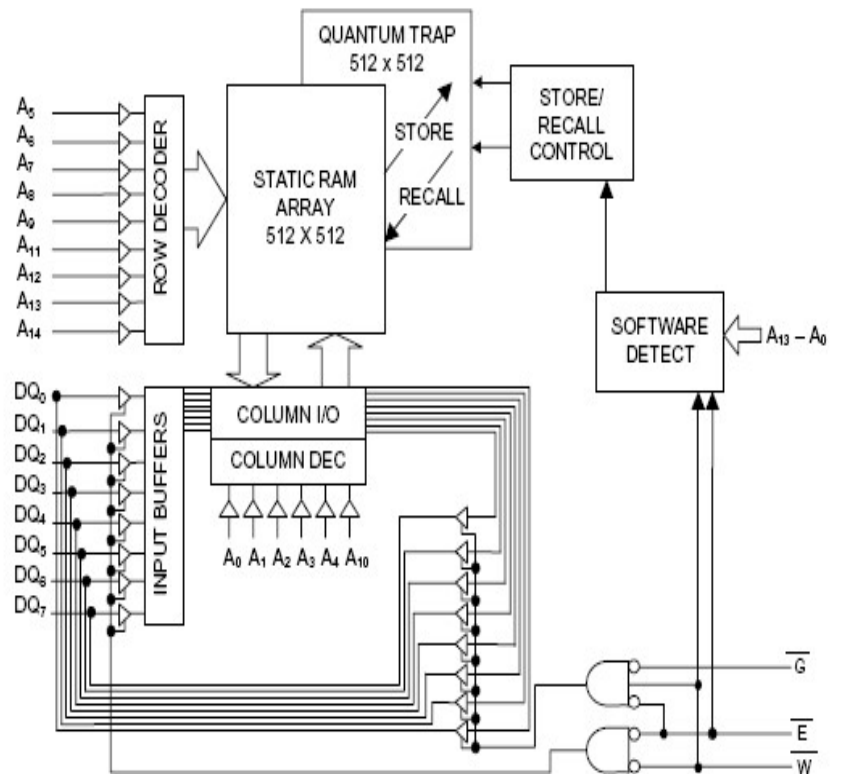 QUANTUM TRAP
512 x 512
STORE/
RECALL
CONTROL
A5
A6
A7
A8
A9
A11
A12
A13
A14
ROW DECODER
STATIC RAM
ARRAY
512 X 512
STORE
RECALL
SOFTWARE
DETECT
A13 – A0
DQ0
DQ1
DQ2
DQ3
DQ4
DQ5
DQ6
DQ7
INPUT BUFFERS
COLUMN I/O
COLUMN DEC
A0 A1 A2 A3 A4 A10
G
E
W